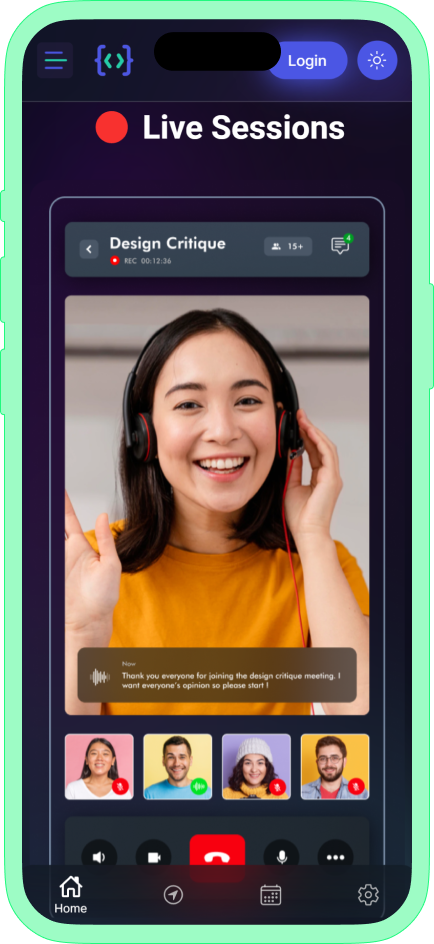 Login
Live Sessions
Design Critique
15+
4
REC 00:12:36
Now
Thank you everyone for joining the design critique meeting. I
want everyone's opinion so please start !
Home